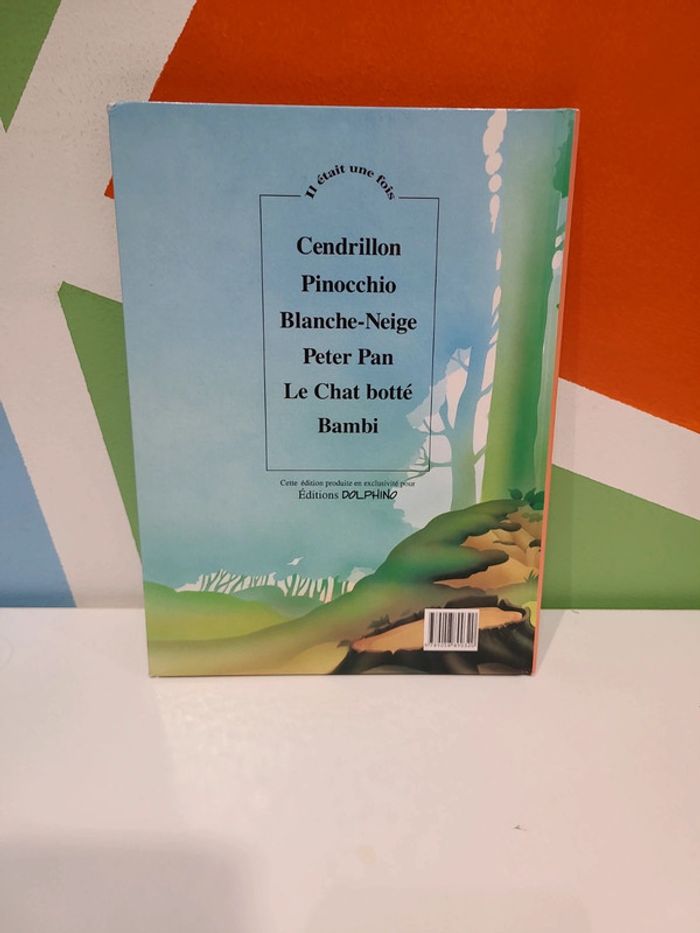 Il était une fois
Cendrillon
Pinocchio
Blanche-Neige
Peter Pan
Le Chat botté
Bambi
Cette édition produite en exclusivité pour
Éditions DOLPHINO